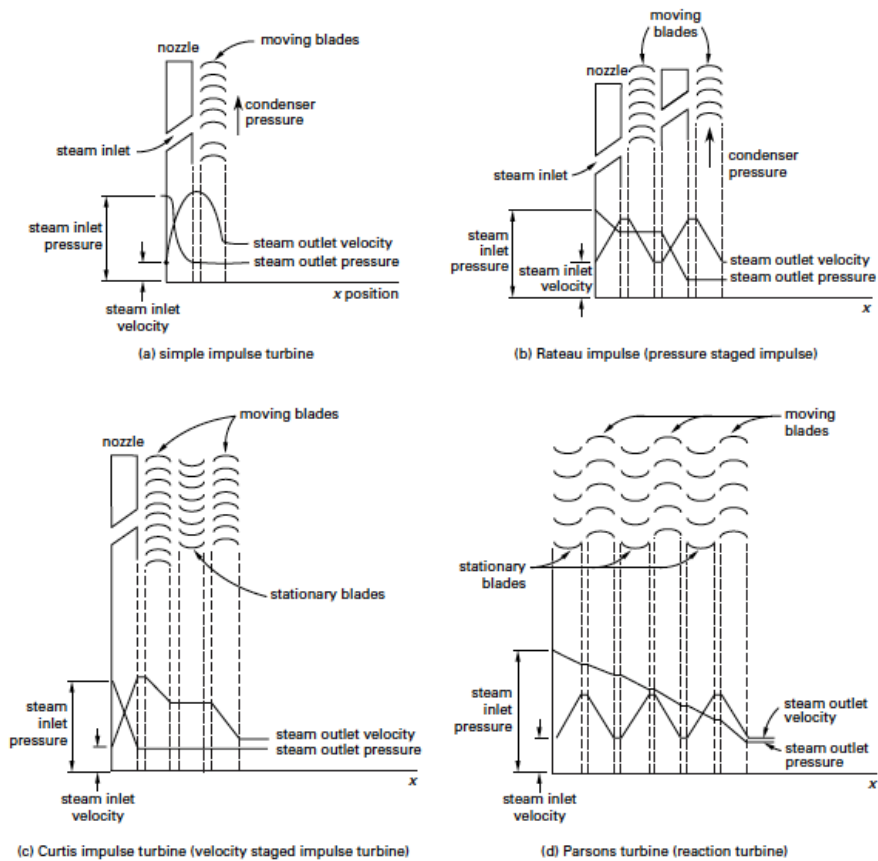 moving blades
nozzle
condenser
pressure
steam inlet
steam inlet
pressure
steam outlet velocity
steam outlet pressure
x position
steam inlet
velocity
(a) simple impulse turbine
moving
blades
nozzle
steam inlet
condenser
pressure
steam
inlet
pressure
steam inlet
velocity
steam outlet velocity
steam outlet pressure
x
(b) Rateau impulse (pressure staged impulse)
moving blades
nozzle
stationary blades
steam
inlet
pressure
steam outlet velocity
steam outlet pressure
steam inlet
velocity
x
(c) Curtis impulse turbine (velocity staged impulse turbine)
moving
blades
stationary
blades
steam
inlet
pressure
steam outlet
velocity
steam outlet
pressure
steam inlet
velocity
x
(d) Parsons turbine (reaction turbine)